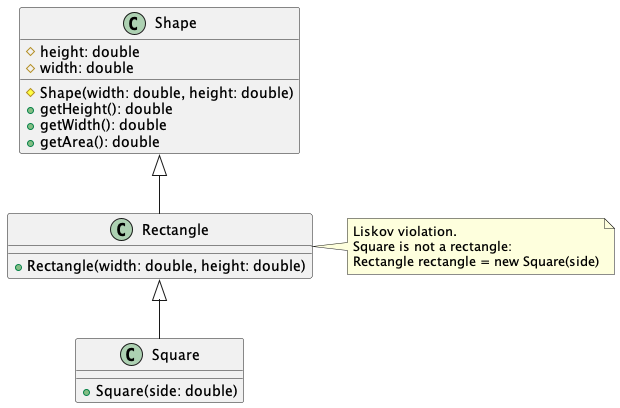 C Shape
height: double
width: double
Shape(width: double, height: double)
getHeight(): double
getWidth(): double
getArea(): double
C Rectangle
Rectangle(width: double, height: double)
Liskov violation.
Square is not a rectangle:
Rectangle rectangle = new Square(side)
C Square
Square(side: double)